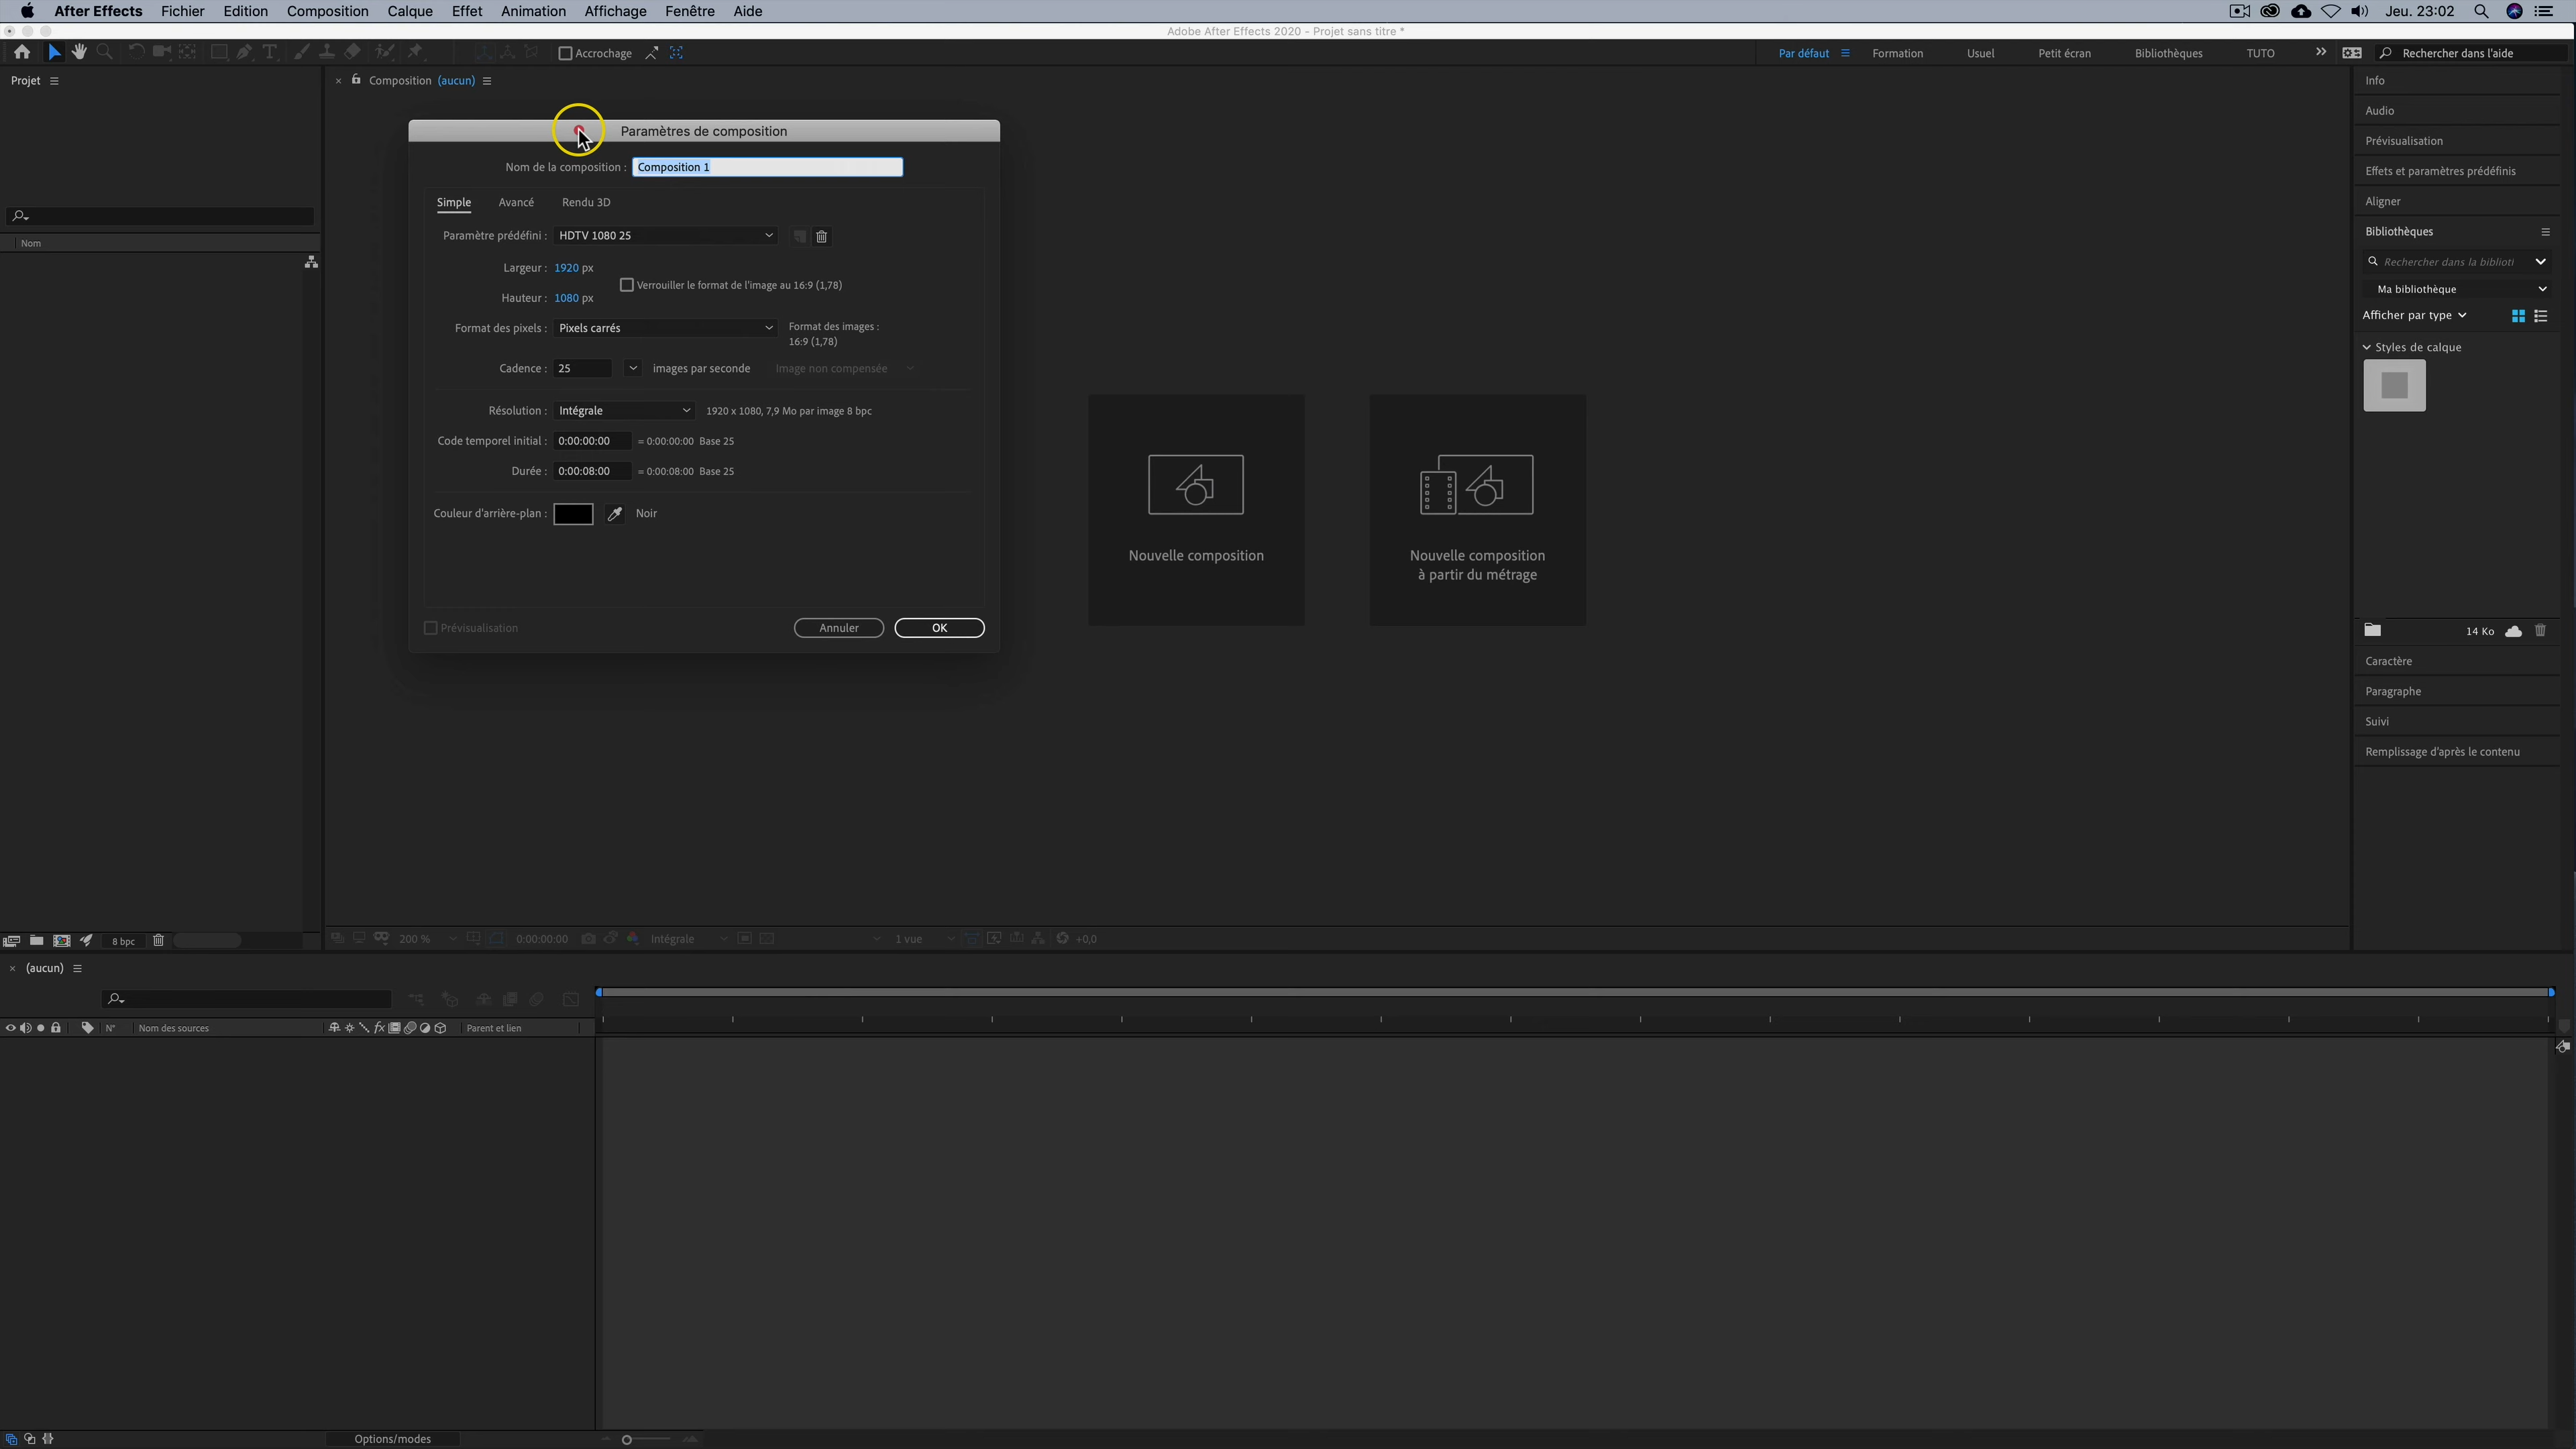 After Effects Fichier Edition Composition Calque Effet Animation Affichage Fenêtre Aide Jeu. 23:02
Adobe After Effects 2020 - Projet sans titre *
Accrochage Par défaut Formation Usuel Petit écran Bibliothèques TUTO Rechercher dans l'aide
Projet
Composition (aucun)
Info
Audio
Prévisualisation
Effets et paramètres prédéfinis
Aligner
Bibliothèques
Rechercher dans la bibliotl
Ma bibliothèque
Afficher par type
Styles de calque
14 Ko
Caractère
Paragraphe
Suivi
Remplissage d'après le contenu
Nom
Paramètres de composition
Nom de la composition : Composition 1
Simple Avancé Rendu 3D
Paramètre prédéfini : HDTV 1080 25
Largeur : 1920 px
Verrouiller le format de l'image au 16:9 (1,78)
Hauteur : 1080 px
Format des pixels : Pixels carrés
Format des images :
16:9 (1,78)
Cadence : 25 images par seconde Image non compensée
Résolution : Intégrale 1920 x 1080, 7,9 Mo par image 8 bpc
Code temporel initial : 0:00:00:00 = 0:00:00:00 Base 25
Durée : 0:00:08:00 = 0:00:08:00 Base 25
Couleur d'arrière-plan : Noir
Prévisualisation Annuler OK
Nouvelle composition
Nouvelle composition
à partir du métrage
8 bpc
200 % 0:00:00:00 Intégrale 1 vue +0,0
(aucun)
N° Nom des sources fx Parent et lien
Options/modes